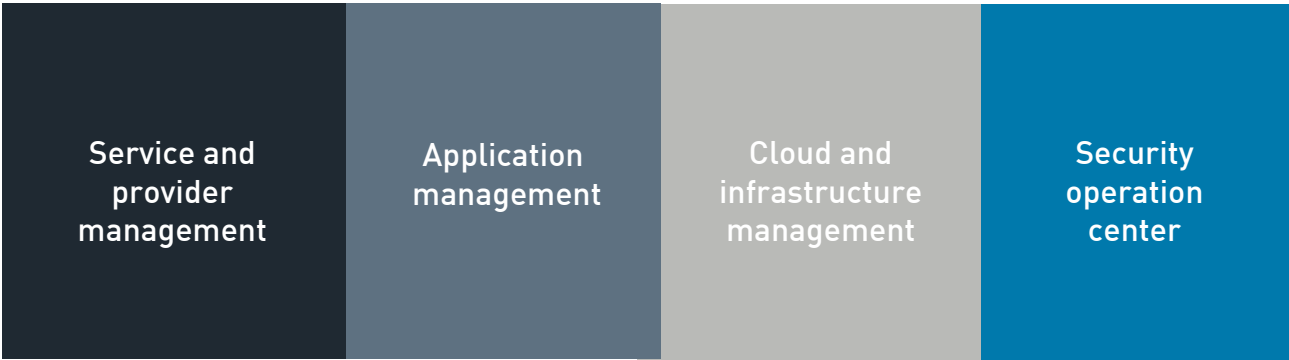 Service and
provider
management
Application
management
Cloud and
infrastructure
management
Security
operation
center